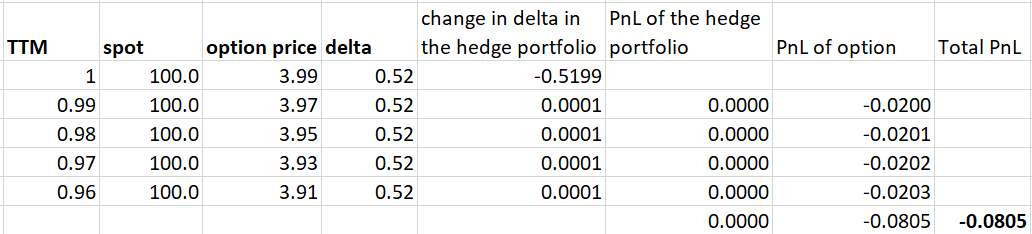 change in delta in PnL of the hedge
TTM spot option price delta the hedge portfolio portfolio PnL of option Total PnL
1 100.0 3.99 0.52 -0.5199
0.99 100.0 3.97 0.52 0.0001 0.0000 -0.0200
0.98 100.0 3.95 0.52 0.0001 0.0000 -0.0201
0.97 100.0 3.93 0.52 0.0001 0.0000 -0.0202
0.96 100.0 3.91 0.52 0.0001 0.0000 -0.0203
0.0000 -0.0805 -0.0805